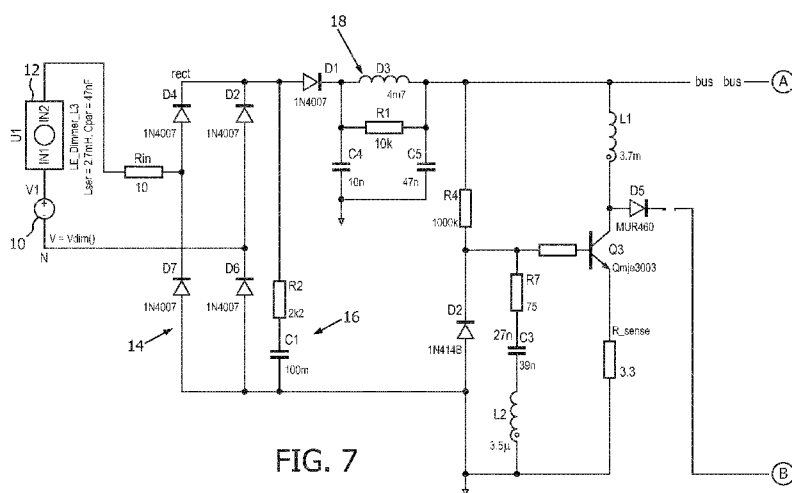 12
U1
IN1 IN2
LE_Dimmer_L3
Lser = 2.7mH, Cpar = 47nF
V1
10
N
V = Vdim()
Rin
10
rect
D4
1N4007
D2
1N4007
D7
1N4007
D6
1N4007
14
R2
2k2
C1
100m
16
D1
1N4007
18
D3
4m7
R1
10k
C4
10n
C5
47n
bus bus
A
L1
3.7m
R4
1000k
D5
MUR460
Q3
Qmje3003
R7
75
D2
1N414B
27n
C3
39n
R_sense
3.3
L2
3.5µ
B
FIG. 7